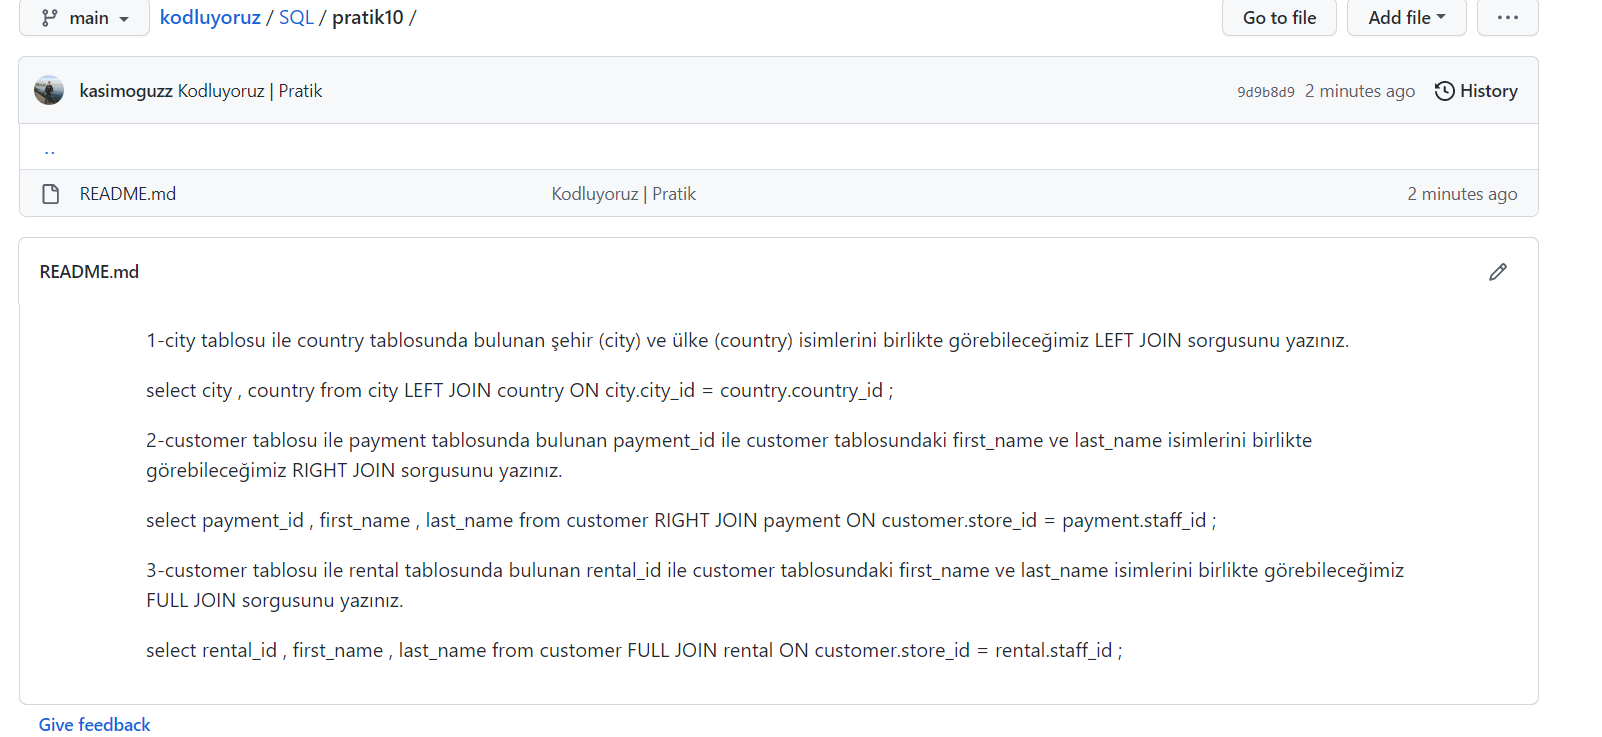 main
kodluyoruz / SQL / pratik10 /
Go to file
Add file
...
kasimoguzz Kodluyoruz | Pratik
9d9b8d9 2 minutes ago
History
..
README.md
Kodluyoruz | Pratik
2 minutes ago
README.md
1-city tablosu ile country tablosunda bulunan şehir (city) ve ülke (country) isimlerini birlikte görebileceğimiz LEFT JOIN sorgusunu yazınız.
select city , country from city LEFT JOIN country ON city.city_id = country.country_id ;
2-customer tablosu ile payment tablosunda bulunan payment_id ile customer tablosundaki first_name ve last_name isimlerini birlikte
görebileceğimiz RIGHT JOIN sorgusunu yazınız.
select payment_id , first_name , last_name from customer RIGHT JOIN payment ON customer.store_id = payment.staff_id ;
3-customer tablosu ile rental tablosunda bulunan rental_id ile customer tablosundaki first_name ve last_name isimlerini birlikte görebileceğimiz
FULL JOIN sorgusunu yazınız.
select rental_id , first_name , last_name from customer FULL JOIN rental ON customer.store_id = rental.staff_id ;
Give feedback